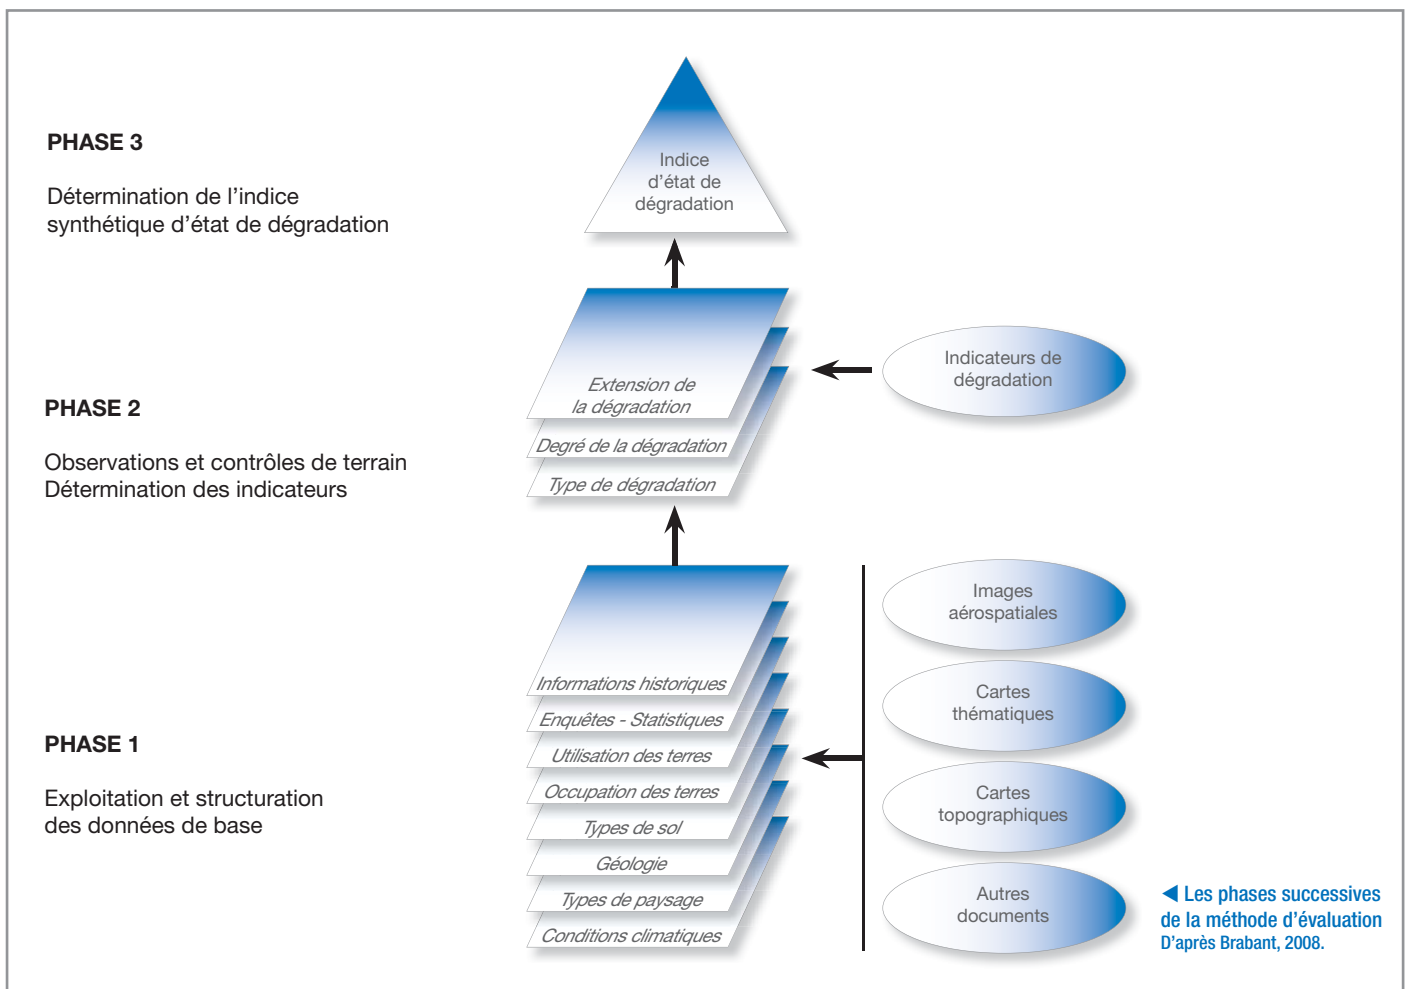 PHASE 3
Détermination de l’indice
synthétique d’état de dégradation
Indice
d’état de
dégradation
PHASE 2
Observations et contrôles de terrain
Détermination des indicateurs
Extension de
la dégradation
Degré de la dégradation
Type de dégradation
Indicateurs de
dégradation
PHASE 1
Exploitation et structuration
des données de base
Informations historiques
Enquêtes - Statistiques
Utilisation des terres
Occupation des terres
Types de sol
Géologie
Types de paysage
Conditions climatiques
Images
aérospatiales
Cartes
thématiques
Cartes
topographiques
Autres
documents
◀ Les phases successives
de la méthode d’évaluation
D’après Brabant, 2008.